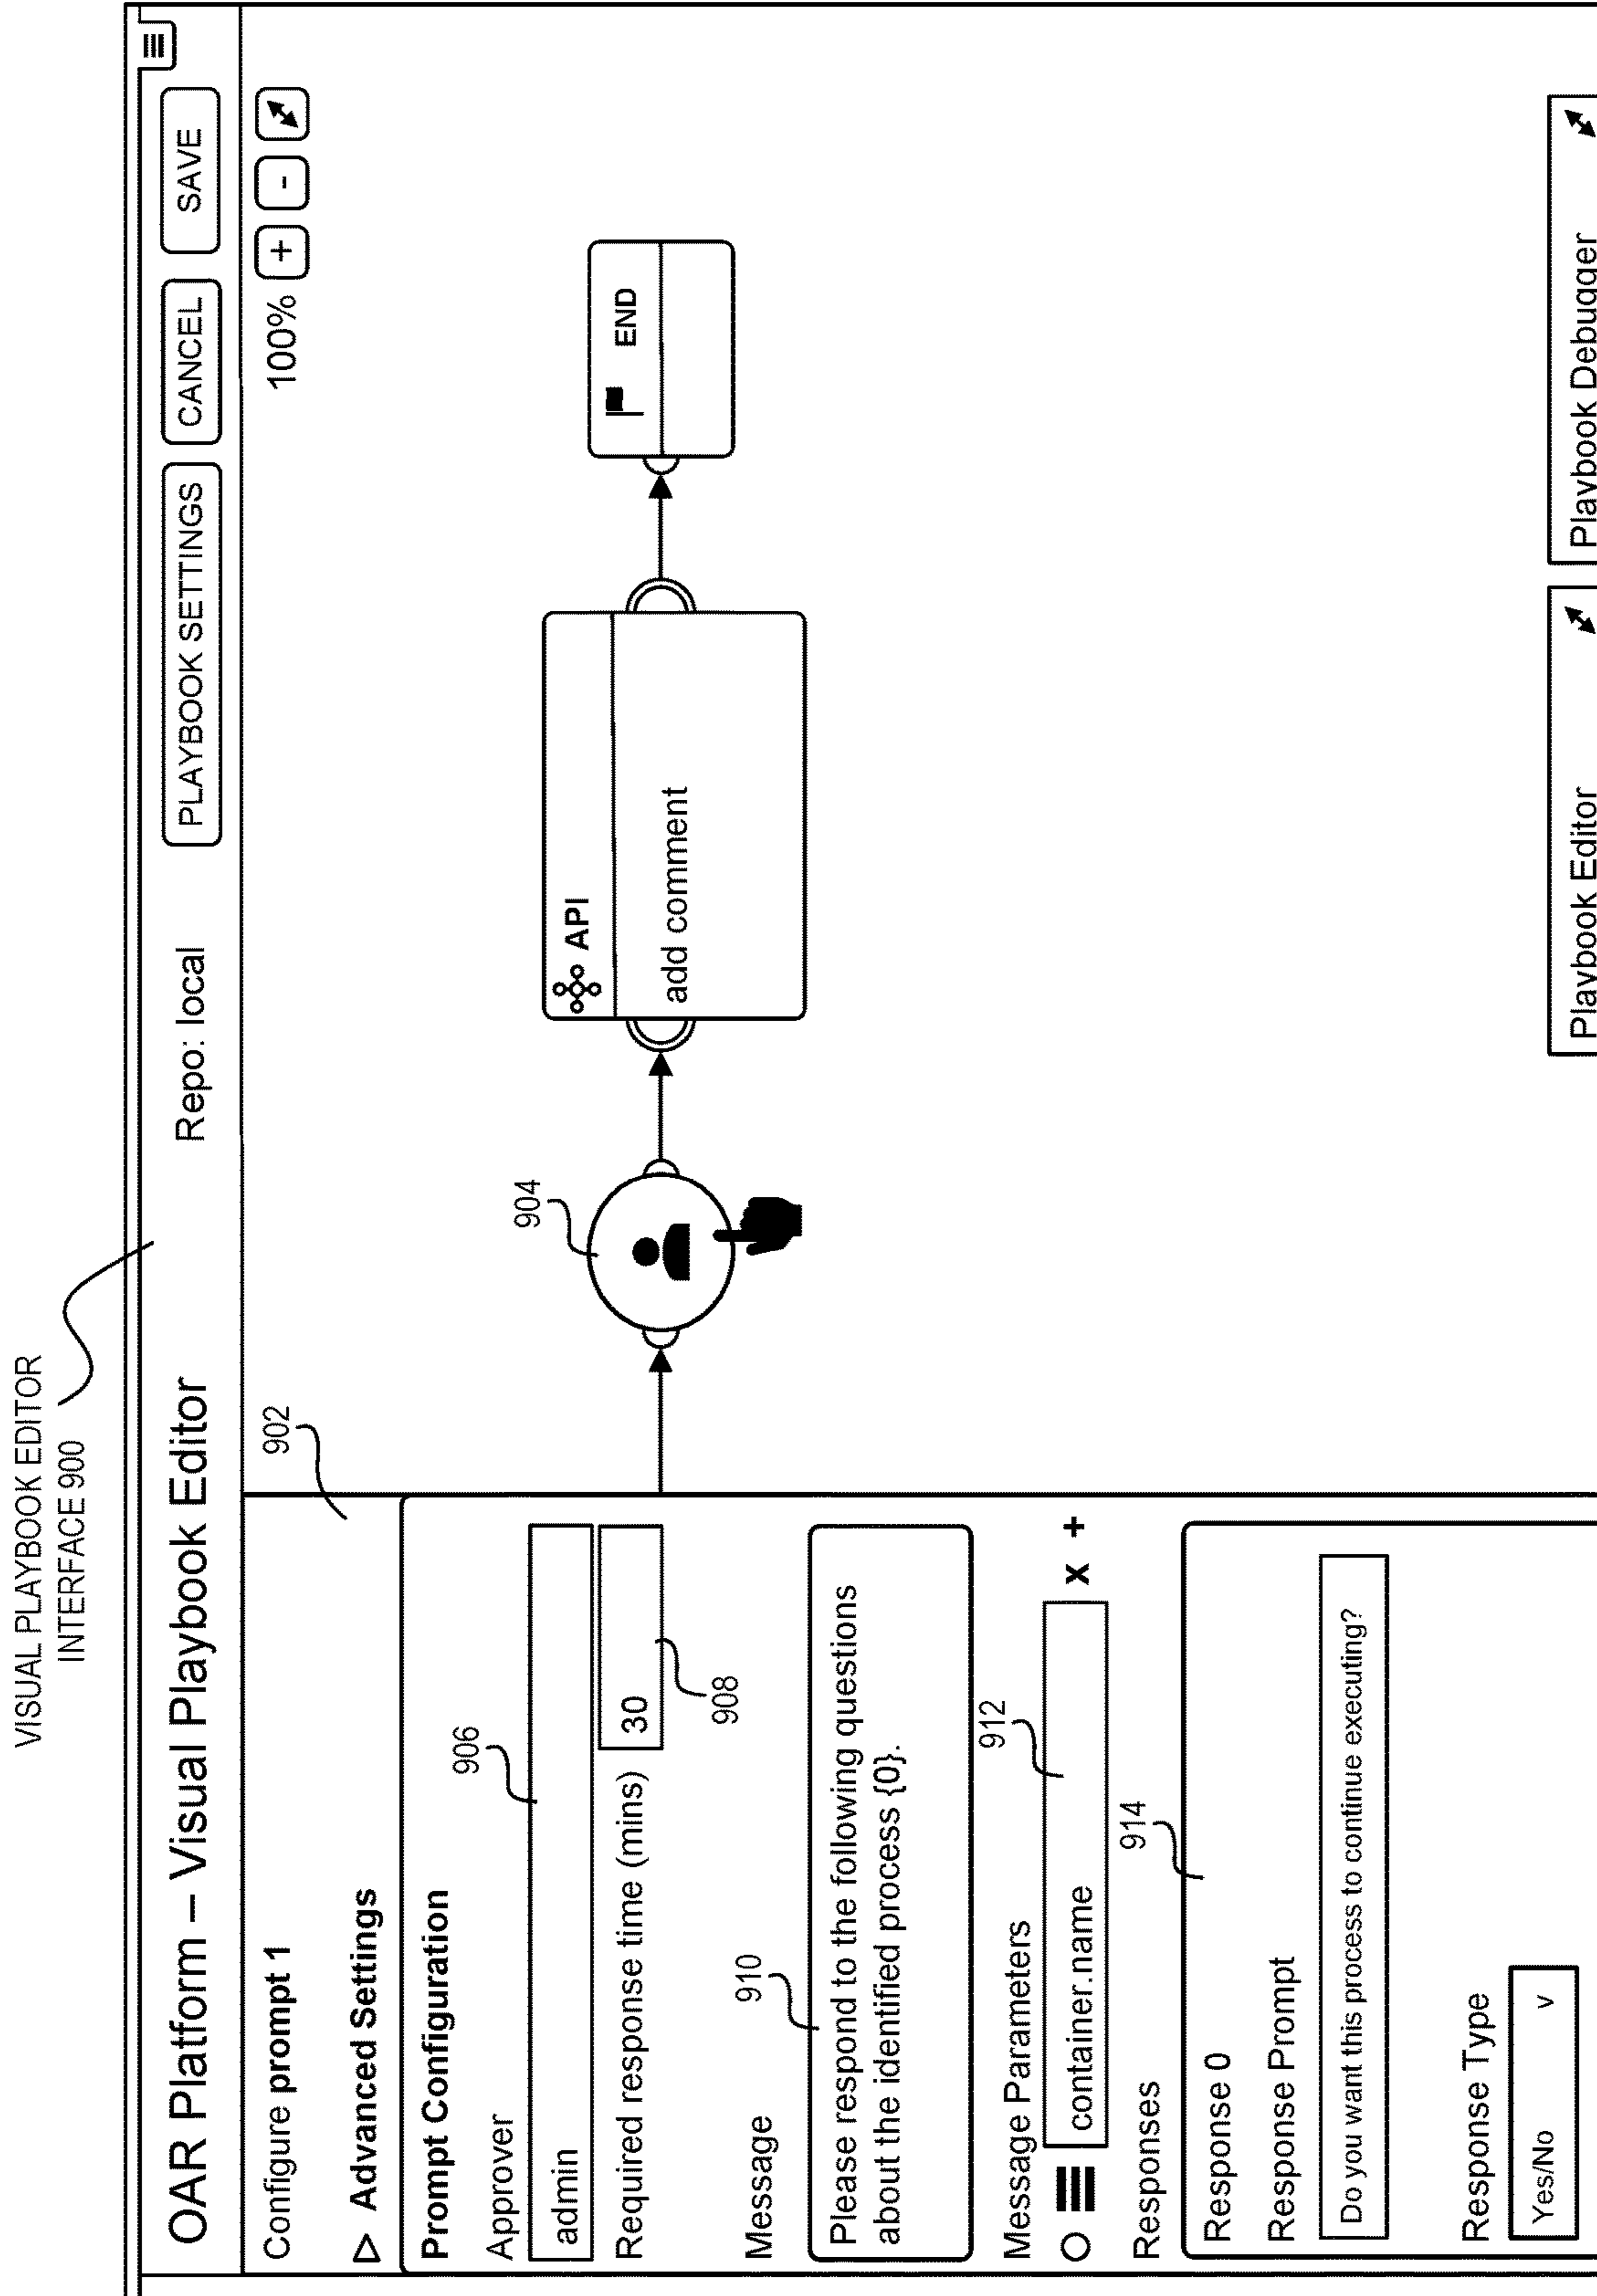 VISUAL PLAYBOOK EDITOR
INTERFACE 900
OAR Platform – Visual Playbook Editor
Repo: local
PLAYBOOK SETTINGS
CANCEL
SAVE
100% + -
Configure prompt 1
902
Advanced Settings
Prompt Configuration
Approver
906
admin
Required response time (mins)
30
908
Message
910
Please respond to the following questions
about the identified process {0}.
Message Parameters
912
container.name
x +
Responses
914
Response 0
Response Prompt
Do you want this process to continue executing?
Response Type
Yes/No v
904
API
add comment
END
Playbook Editor
Playbook Debugger